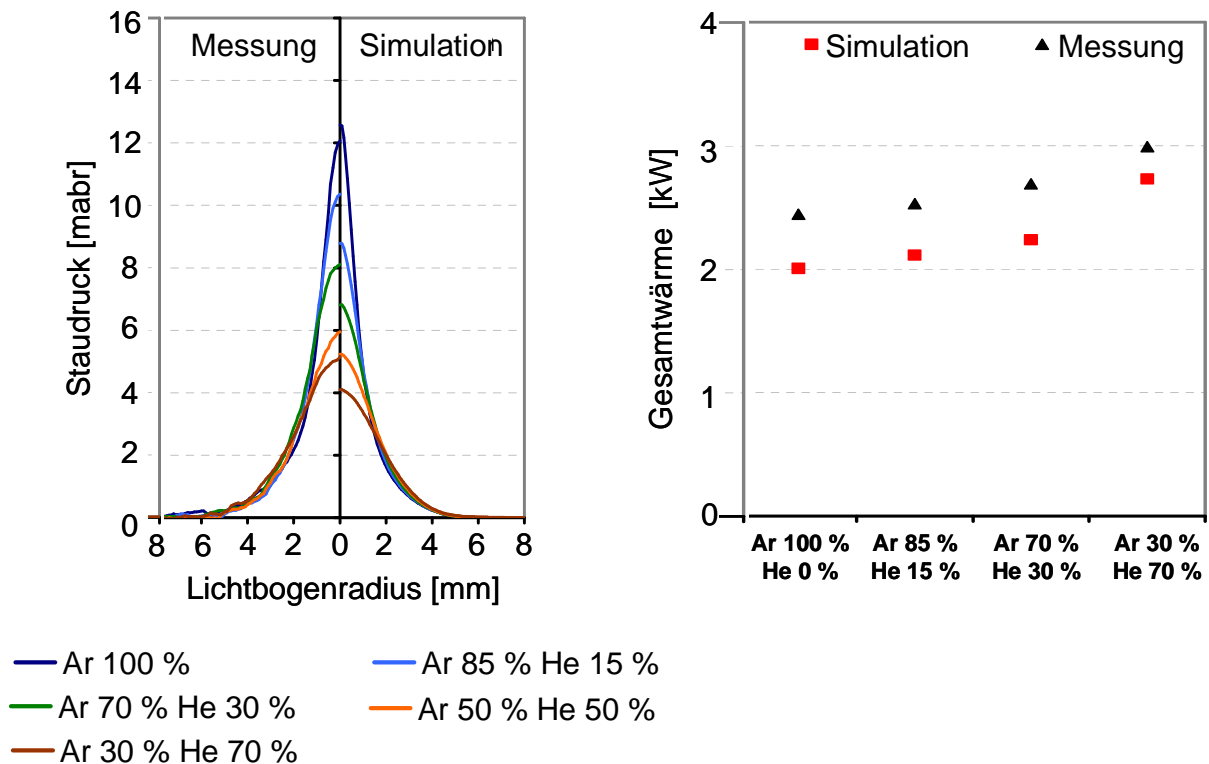 16
14
12
10
8
6
4
2
0
Staudruck [mabr]
Messung
Simulation
8 6 4 2 0 2 4 6 8
Lichtbogenradius [mm]
4
3
2
1
0
Gesamtwärme [kW]
Simulation
Messung
Ar 100 % Ar 85 % Ar 70 % Ar 30 %
He 0 % He 15 % He 30 % He 70 %
Ar 100 %
Ar 85 % He 15 %
Ar 70 % He 30 %
Ar 50 % He 50 %
Ar 30 % He 70 %